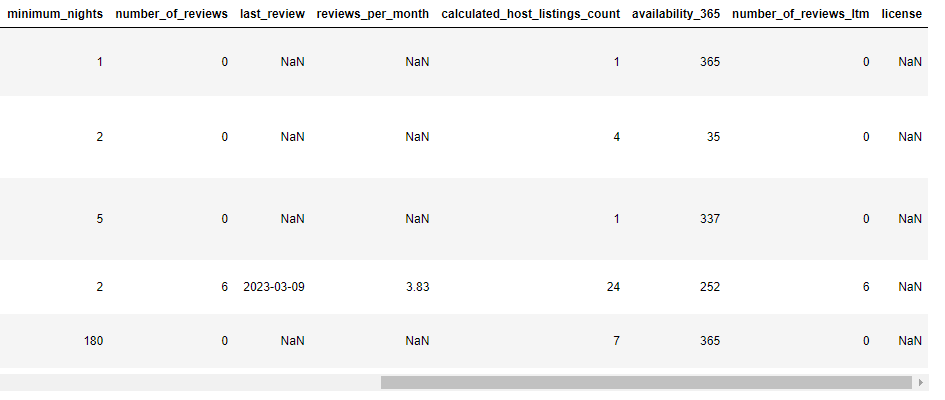 minimum_nights number_of_reviews last_review reviews_per_month calculated_host_listings_count availability_365 number_of_reviews_ltm license
1 0 NaN NaN 1 365 0 NaN
2 0 NaN NaN 4 35 0 NaN
5 0 NaN NaN 1 337 0 NaN
2 6 2023-03-09 3.83 24 252 6 NaN
180 0 NaN NaN 7 365 0 NaN